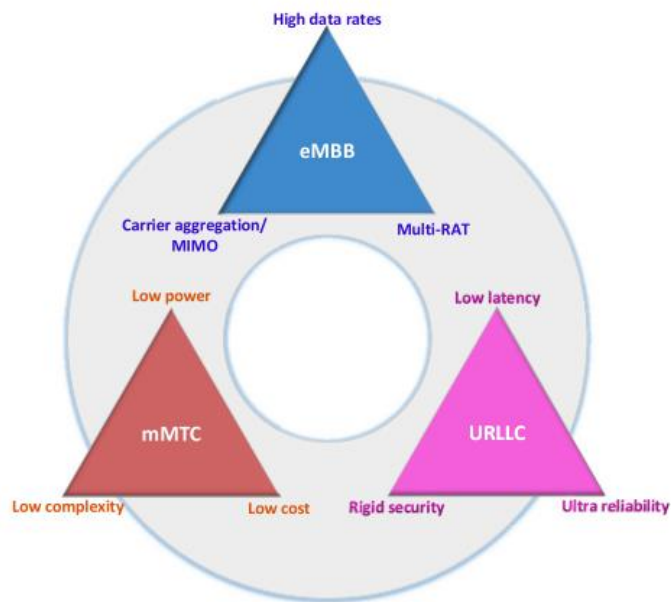 High data rates
eMBB
Carrier aggregation/
MIMO
Multi-RAT
Low power
Low latency
mMTC
URLLC
Low complexity
Low cost
Rigid security
Ultra reliability